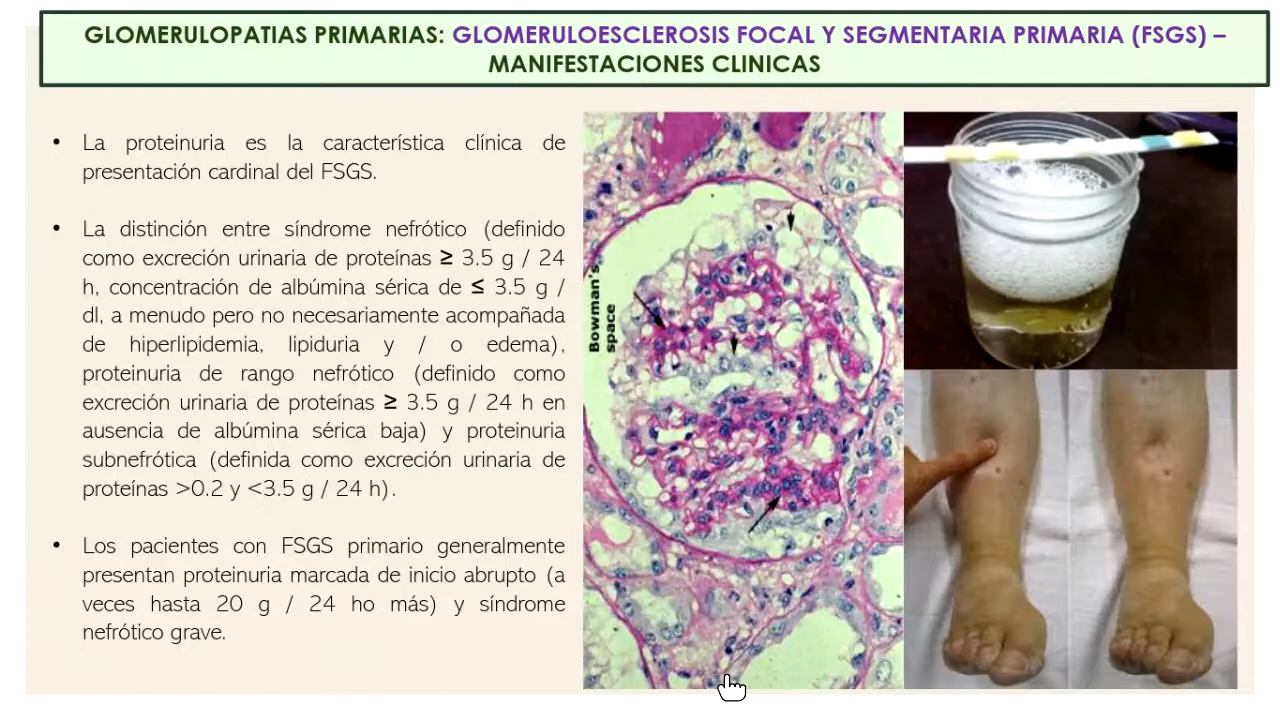 GLOMERULOPATIAS PRIMARIAS: GLOMERULOESCLEROSIS FOCAL Y SEGMENTARIA PRIMARIA (FSGS) –
MANIFESTACIONES CLINICAS
• La proteinuria es la característica clínica de
presentación cardinal del FSGS.
• La distinción entre síndrome nefrótico (definido
como excreción urinaria de proteínas ≥ 3.5 g / 24
h, concentración de albúmina sérica de ≤ 3.5 g /
dl, a menudo pero no necesariamente acompañada
de hiperlipidemia, lipiduria y / o edema),
proteinuria de rango nefrótico (definido como
excreción urinaria de proteínas ≥ 3.5 g / 24 h en
ausencia de albúmina sérica baja) y proteinuria
subnefrótica (definida como excreción urinaria de
proteínas >0.2 y <3.5 g / 24 h).
• Los pacientes con FSGS primario generalmente
presentan proteinuria marcada de inicio abrupto (a
veces hasta 20 g / 24 ho más) y síndrome
nefrótico grave.
Bowman's
space